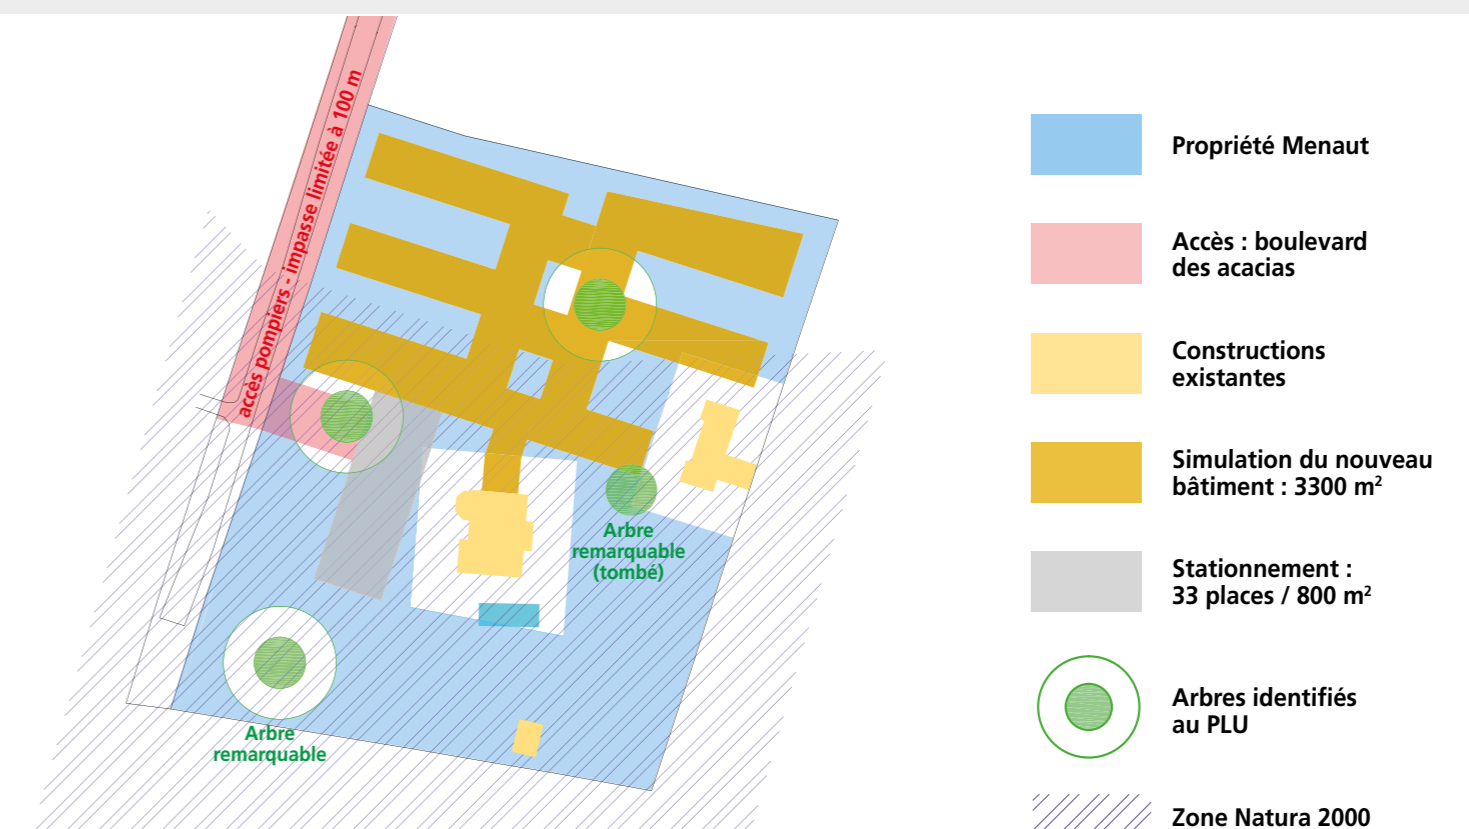 accès pompiers - impasse limitée à 100 m
Arbre
remarquable
(tombé)
Arbre
remarquable
Propriété Menaut
Accès : boulevard
des acacias
Constructions
existantes
Simulation du nouveau
bâtiment : 3300 m²
Stationnement :
33 places / 800 m²
Arbres identifiés
au PLU
Zone Natura 2000